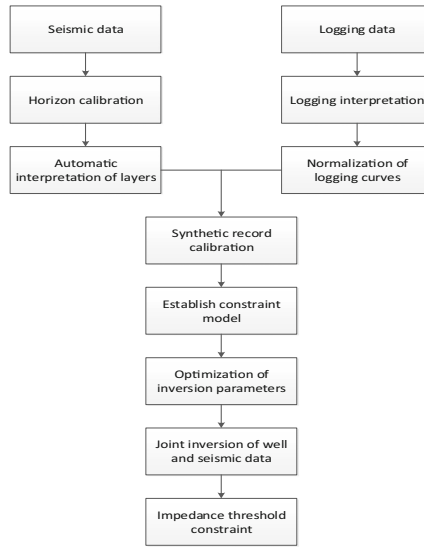 Seismic data
Logging data
Horizon calibration
Logging interpretation
Automatic
interpretation of layers
Normalization of
logging curves
Synthetic record
calibration
Establish constraint
model
Optimization of
inversion parameters
Joint inversion of well
and seismic data
Impedance threshold
constraint